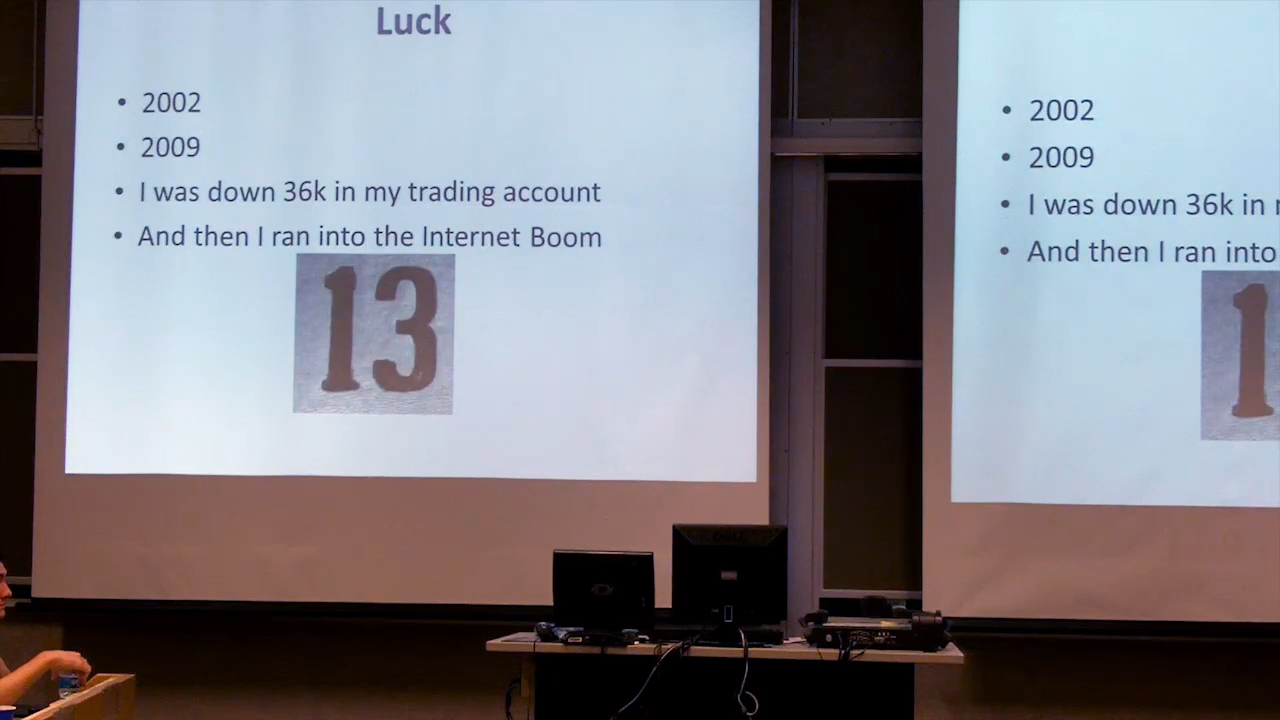 Luck
• 2002
• 2009
• I was down 36k in my trading account
• And then I ran into the Internet Boom
13
• 2002
• 2009
• I was down 36k in
• And then I ran into
1